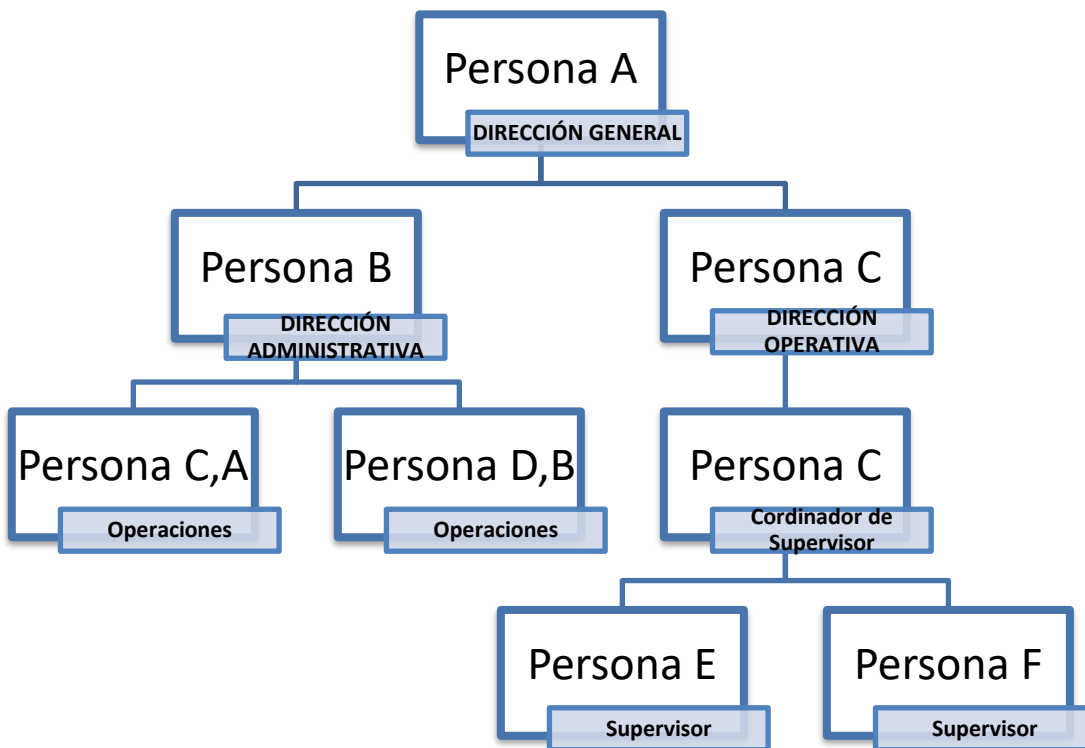 Persona A
DIRECCIÓN GENERAL
Persona B
DIRECCIÓN
ADMINISTRATIVA
Persona C
DIRECCIÓN
OPERATIVA
Persona C,A
Operaciones
Persona D,B
Operaciones
Persona C
Cordinador de
Supervisor
Persona E
Supervisor
Persona F
Supervisor